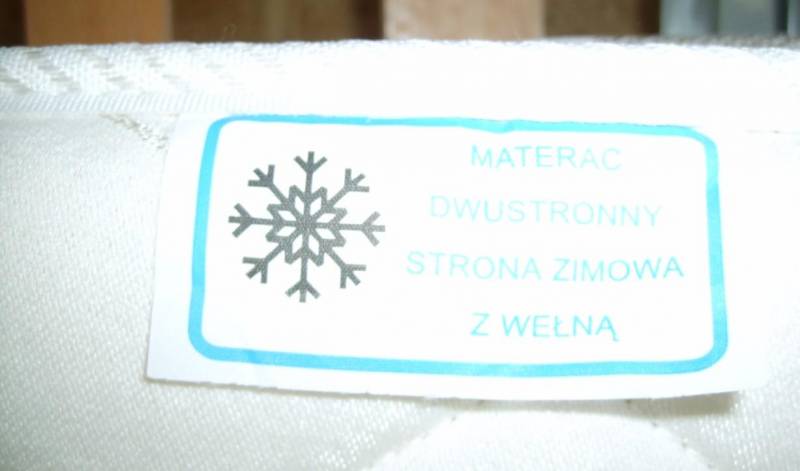 MATERAC
DWUSTRONNY
STRONA ZIMOWA
Z WEŁNĄ